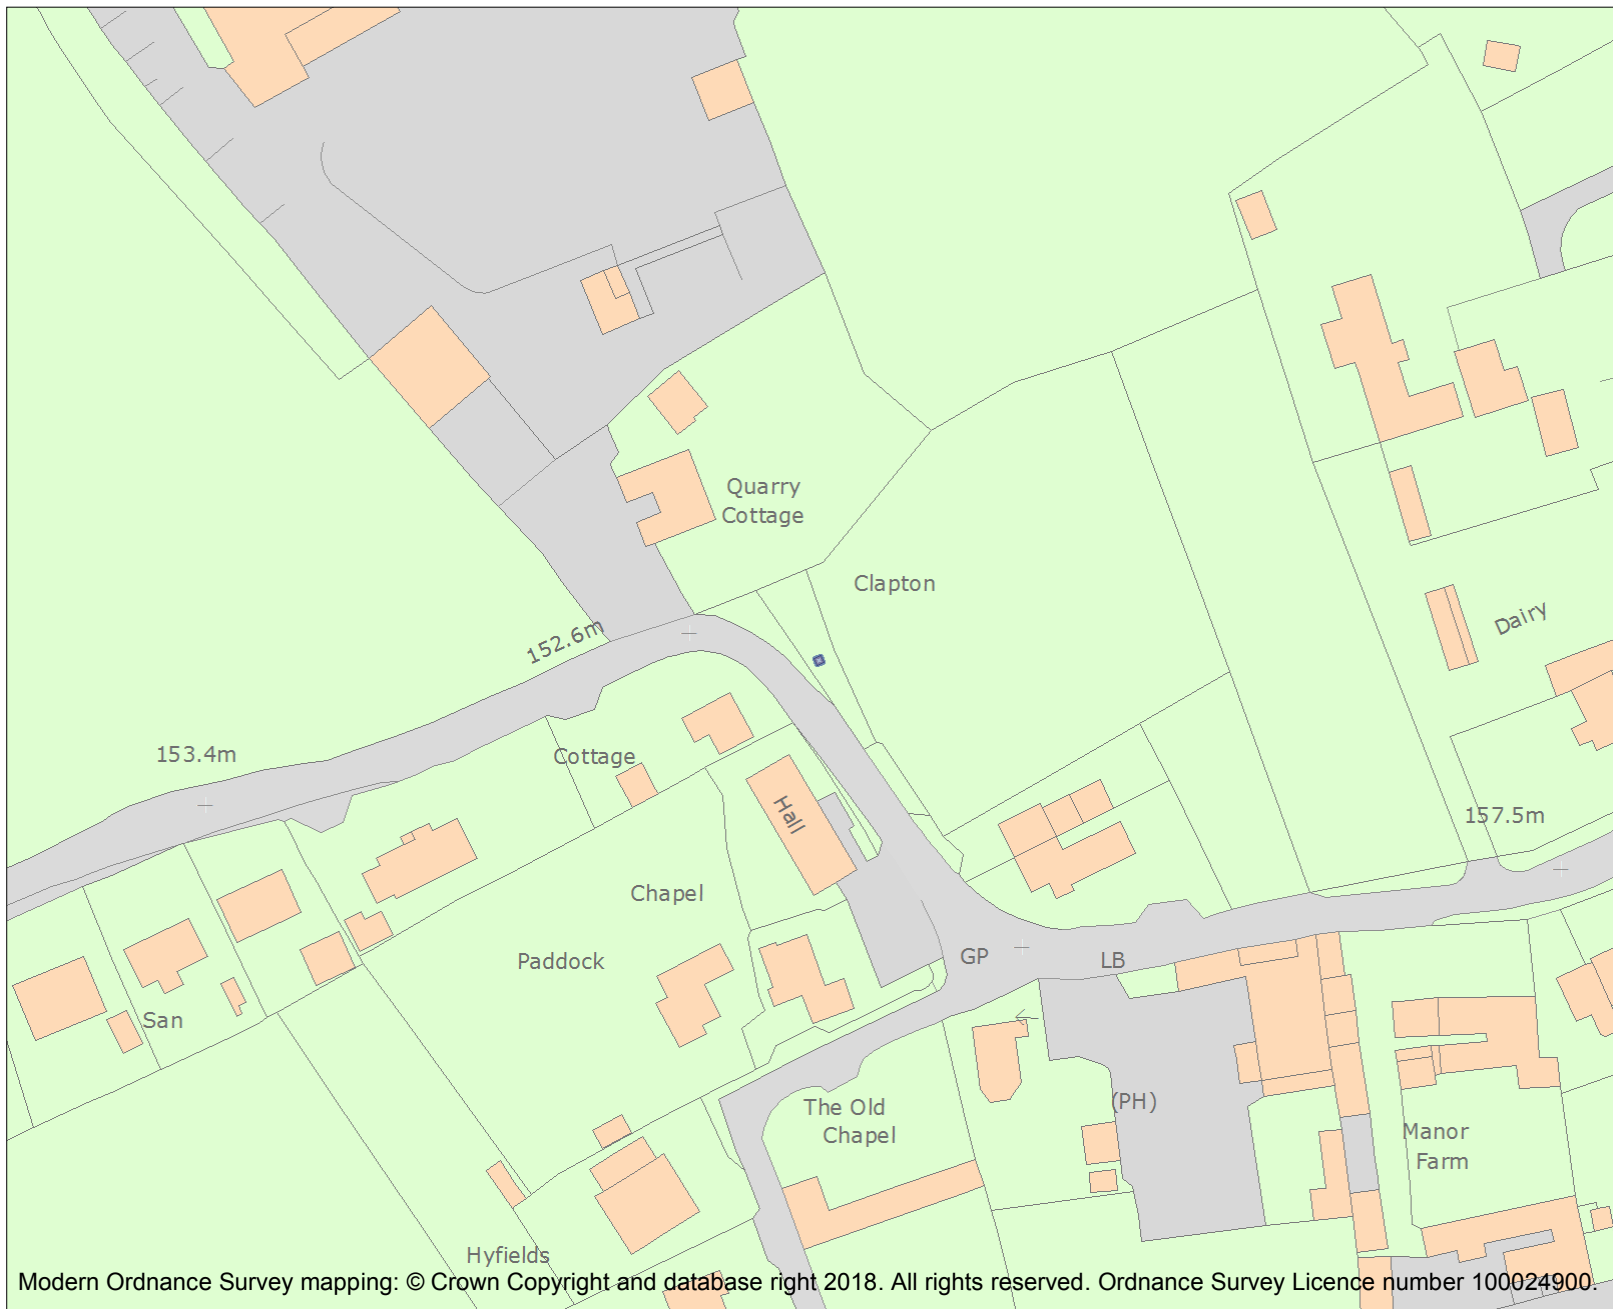 Quarry
Cottage
Clapton
152.6m
Dairy
153.4m
Cottage
Hall
157.5m
Chapel
Paddock
GP
LB
San
The Old
Chapel
(PH)
Manor
Farm
Hyfields
Modern Ordnance Survey mapping: © Crown Copyright and database right 2018. All rights reserved. Ordnance Survey Licence number 100024900.